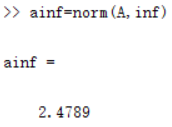 >> ainf=norm(A,inf)
ainf =
2.4789